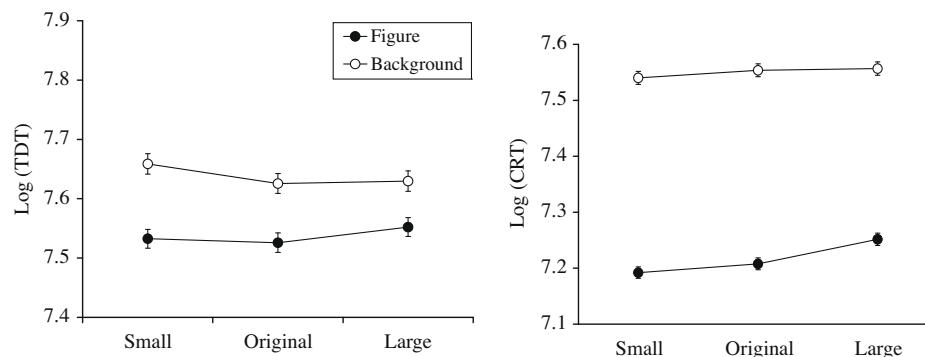 7.9
7.8
7.7
7.6
7.5
7.4
Log (TDT)
Figure
Background
Small Original Large
7.6
7.5
7.4
7.3
7.2
7.1
Log (CRT)
Small Original Large